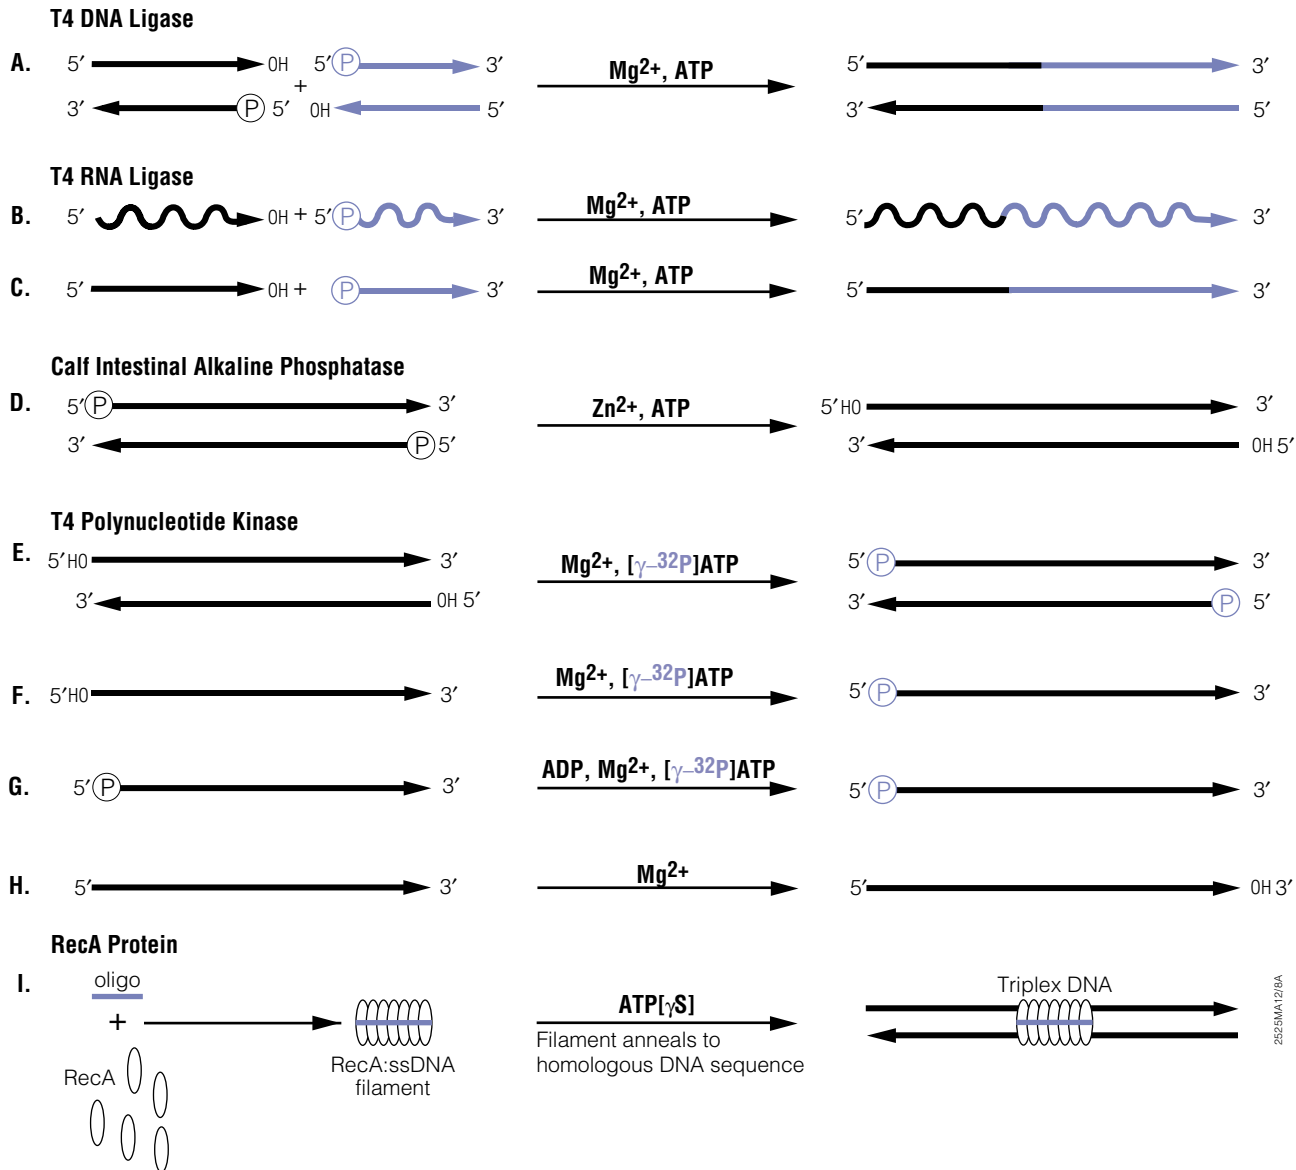 T4 DNA Ligase
A. 5′ OH 5′ P 3′ Mg2+, ATP 5′ 3′
+
3′ P 5′ OH 5′ 3′ 5′
T4 RNA Ligase
B. 5′ OH + 5′ P 3′ Mg2+, ATP 5′ 3′
C. 5′ OH + P 3′ Mg2+, ATP 5′ 3′
Calf Intestinal Alkaline Phosphatase
D. 5′ P 3′ Zn2+, ATP 5′HO 3′
3′ P 5′ 3′ OH 5′
T4 Polynucleotide Kinase
E. 5′HO 3′ Mg2+, [γ–32P]ATP 5′ P 3′
3′ OH 5′ 3′ P 5′
F. 5′HO 3′ Mg2+, [γ–32P]ATP 5′ P 3′
G. 5′ P 3′ ADP, Mg2+, [γ–32P]ATP 5′ P 3′
H. 5′ 3′ Mg2+ 5′ OH 3′
RecA Protein
I. oligo
+
RecA
RecA:ssDNA
filament
ATP[γS]
Filament anneals to
homologous DNA sequence
Triplex DNA
2525MA12/8A